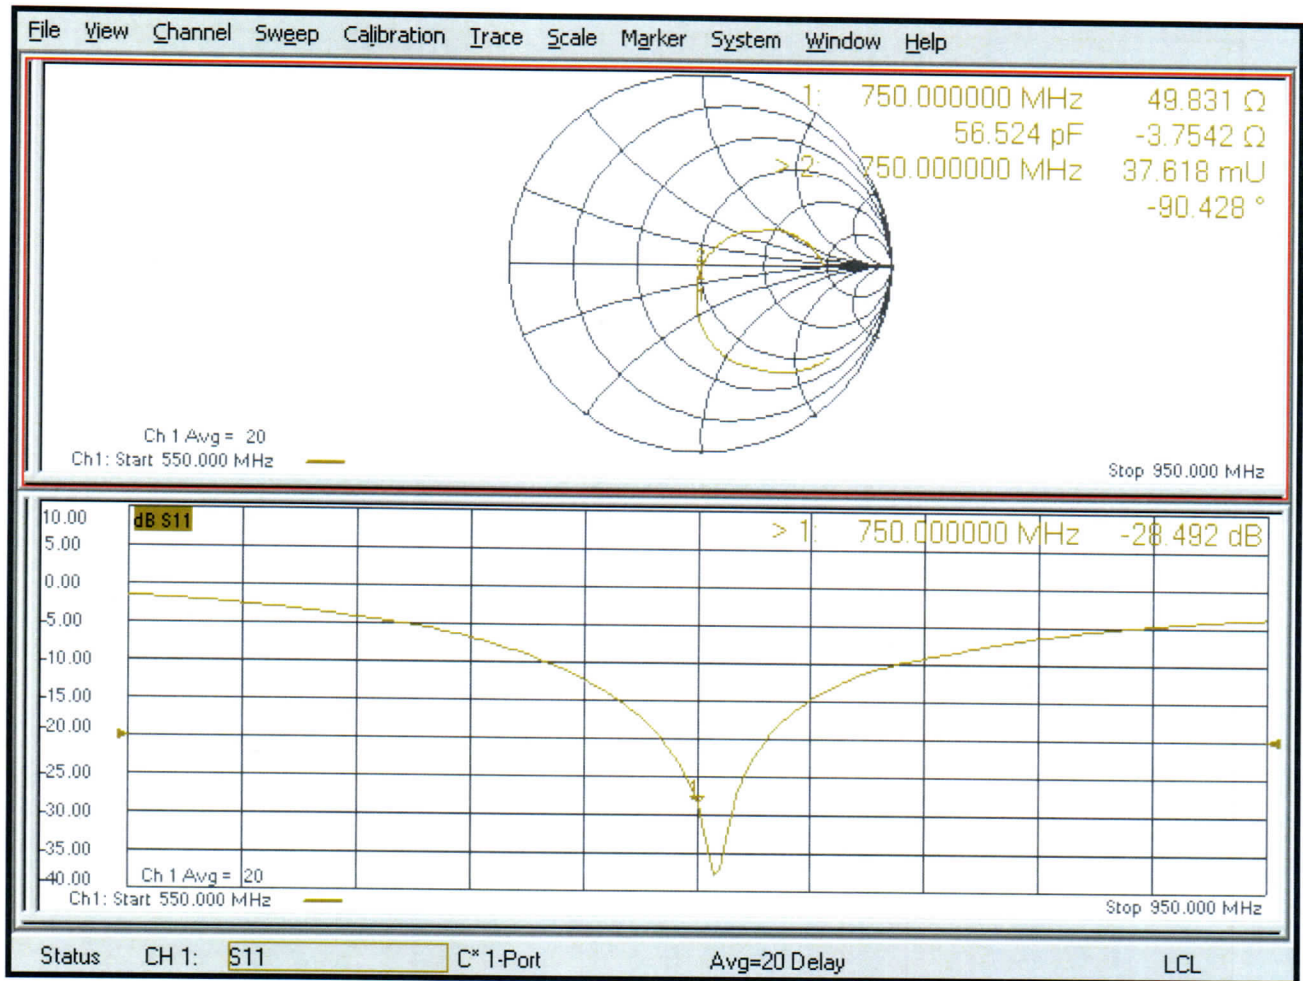 File View Channel Sweep Calibration Trace Scale Marker System Window Help
1: 750.000000 MHz 49.831 Ω
56.524 pF -3.7542 Ω
> 2: 750.000000 MHz 37.618 mU
-90.428 °
Ch 1 Avg = 20
Ch1: Start 550.000 MHz
Stop 950.000 MHz
10.00
dB S11
> 1: 750.000000 MHz -28.492 dB
5.00
0.00
-5.00
-10.00
-15.00
-20.00
-25.00
1
-30.00
-35.00
-40.00
Ch 1 Avg = 20
Ch1: Start 550.000 MHz
Stop 950.000 MHz
Status CH 1: S11 C* 1-Port Avg=20 Delay LCL